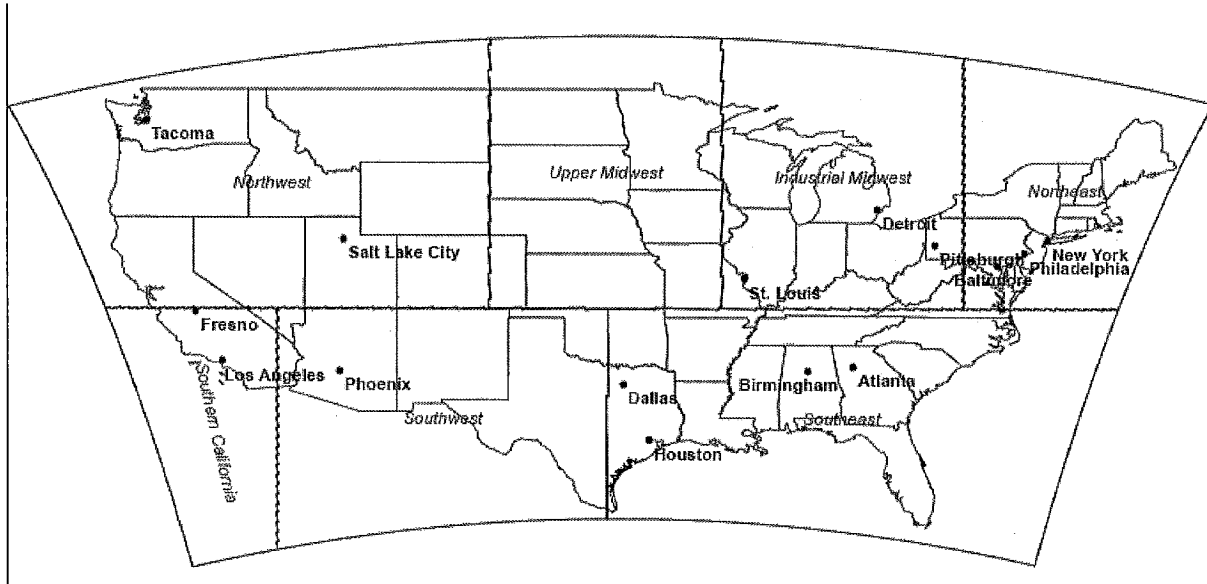 Tacoma
Northwest
Upper Midwest
Industrial Midwest
Northeast
Detroit
Salt Lake City
Pittsburgh
New York
Philadelphia
Baltimore
St. Louis
Fresno
Los Angeles
Phoenix
Dallas
Birmingham
Atlanta
Southern California
Southwest
Southeast
Houston